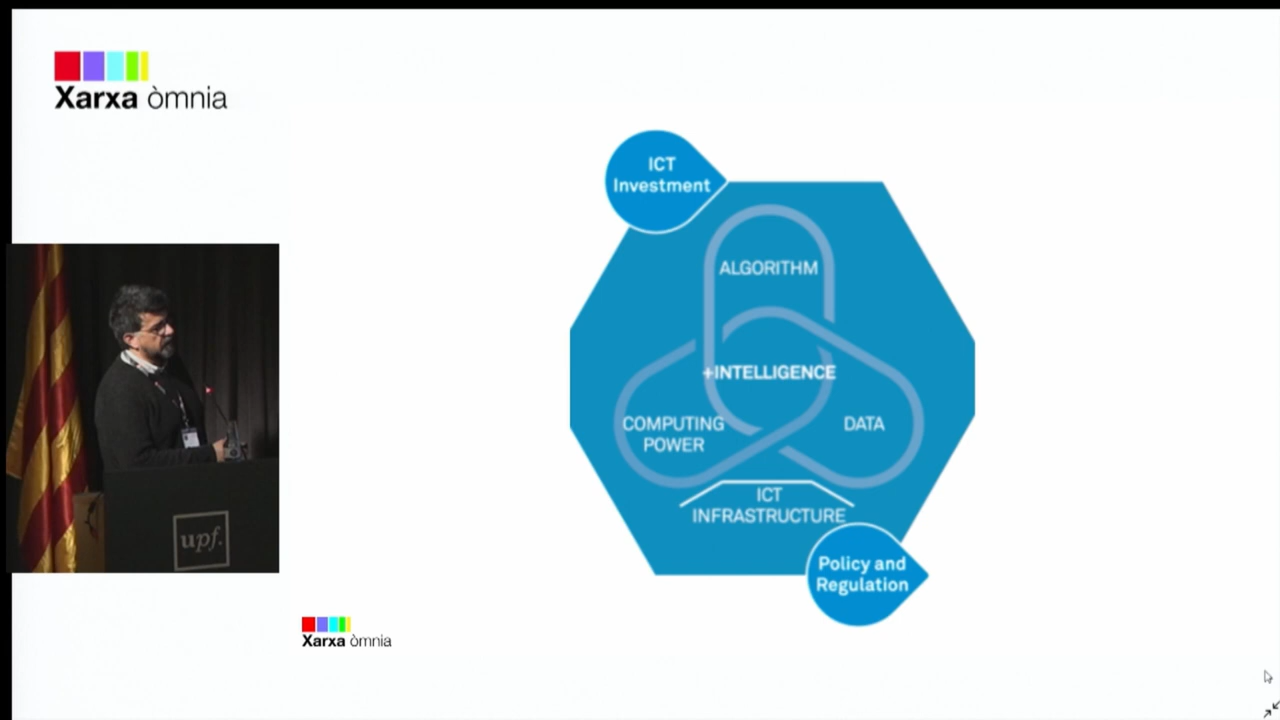 Xarxa òmnia
ICT
Investment
ALGORITHM
+INTELLIGENCE
COMPUTING
POWER
DATA
ICT
INFRASTRUCTURE
Policy and
Regulation
upf.
Xarxa òmnia